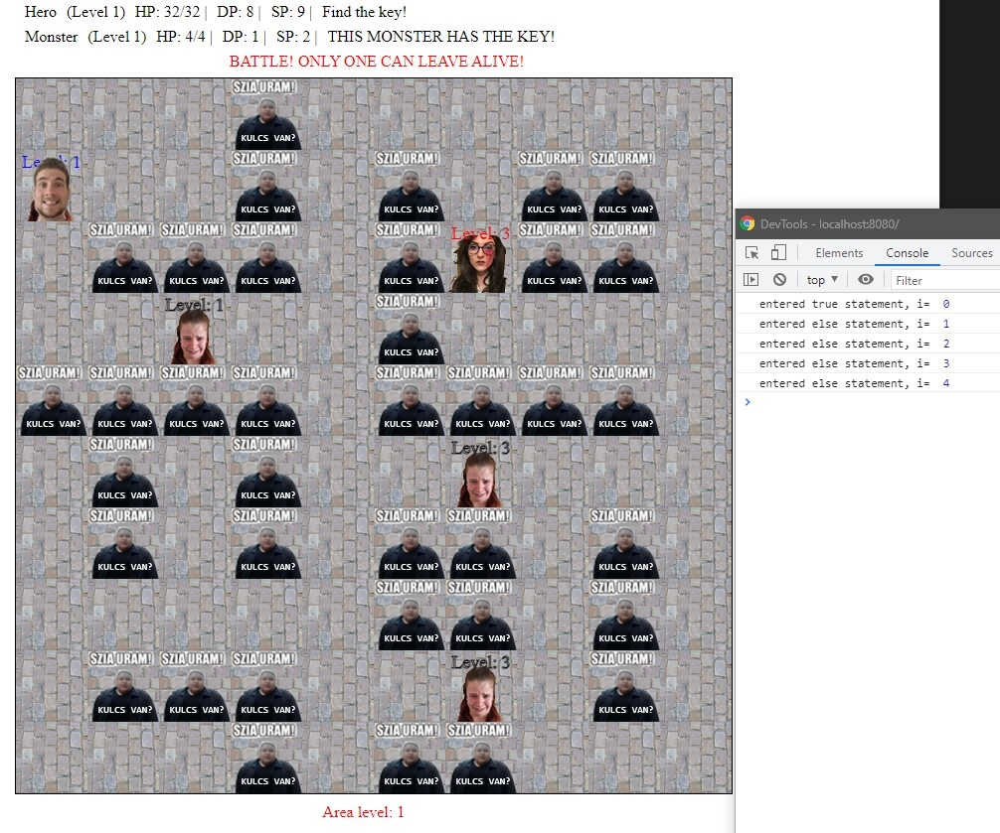 Hero (Level 1) HP: 32/32 | DP: 8 | SP: 9 | Find the key!
Monster (Level 1) HP: 4/4 | DP: 1 | SP: 2 | THIS MONSTER HAS THE KEY!
BATTLE! ONLY ONE CAN LEAVE ALIVE!
SZIA URAM!
KULCS VAN?
Level: 1 SZIA URAM! SZIA URAM! SZIA URAM! SZIA URAM!
KULCS VAN? KULCS VAN? KULCS VAN? KULCS VAN?
SZIA URAM! SZIA URAM! SZIA URAM! SZIA URAM! Level: 3 SZIA URAM! SZIA URAM!
KULCS VAN? KULCS VAN? KULCS VAN? KULCS VAN? KULCS VAN? KULCS VAN?
Level: 1 SZIA URAM!
KULCS VAN?
SZIA URAM! SZIA URAM! SZIA URAM! SZIA URAM! SZIA URAM! SZIA URAM! SZIA URAM! SZIA URAM!
KULCS VAN? KULCS VAN? KULCS VAN? KULCS VAN? KULCS VAN? KULCS VAN? KULCS VAN? KULCS VAN?
SZIA URAM! SZIA URAM! Level: 3
KULCS VAN? KULCS VAN?
SZIA URAM! SZIA URAM! SZIA URAM! SZIA URAM! SZIA URAM!
KULCS VAN? KULCS VAN? KULCS VAN? KULCS VAN? KULCS VAN?
SZIA URAM! SZIA URAM! SZIA URAM!
KULCS VAN? KULCS VAN? KULCS VAN?
SZIA URAM! SZIA URAM! SZIA URAM! Level: 3 SZIA URAM!
KULCS VAN? KULCS VAN? KULCS VAN? KULCS VAN?
SZIA URAM! SZIA URAM! SZIA URAM!
KULCS VAN? KULCS VAN? KULCS VAN?
Area level: 1
DevTools - localhost:8080/
Elements Console Sources
top Filter
entered true statement, i= 0
entered else statement, i= 1
entered else statement, i= 2
entered else statement, i= 3
entered else statement, i= 4